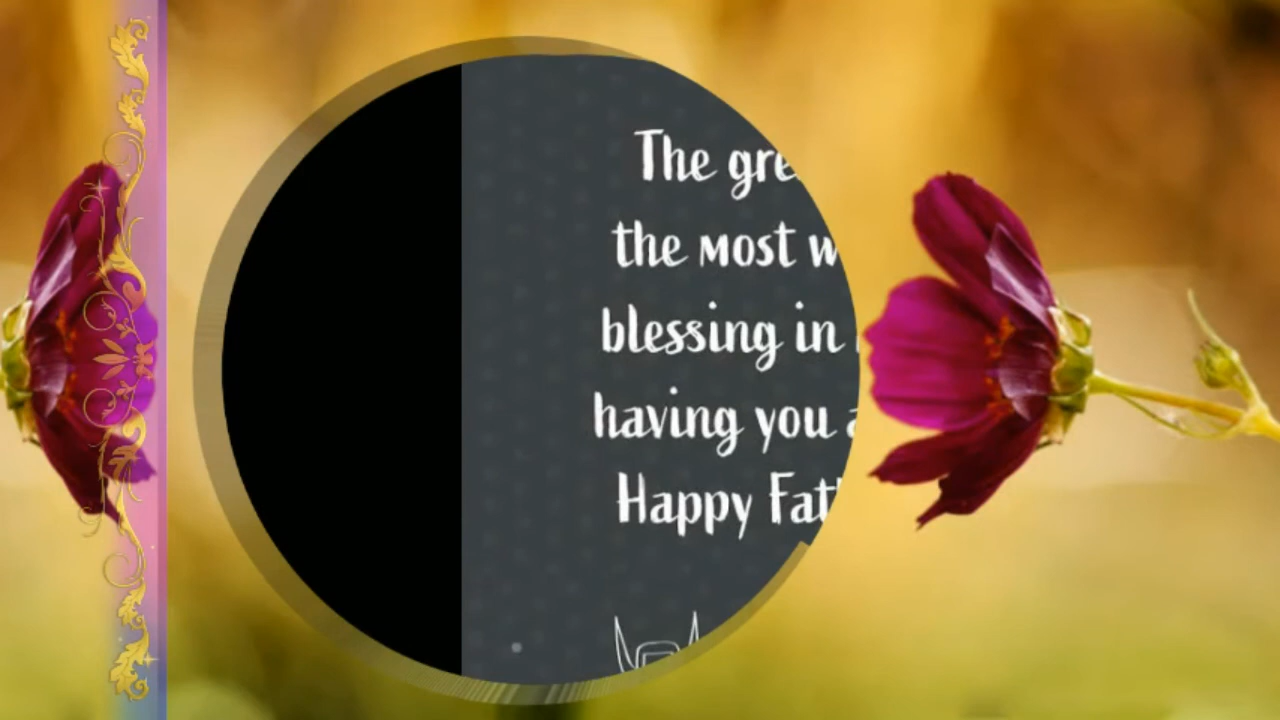 The gre
the most w
blessing in
having you a
Happy Fat